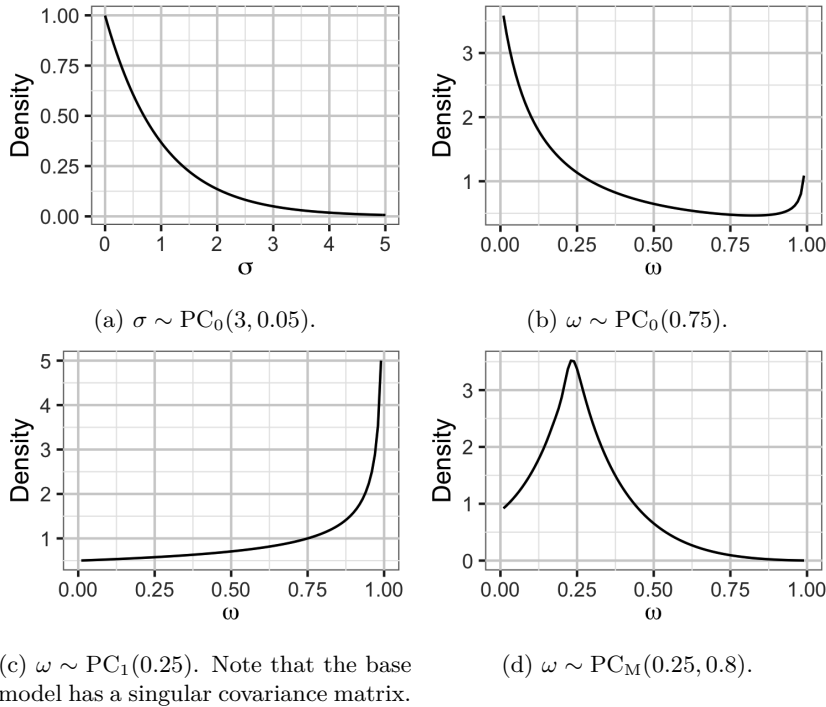 1.00
0.75
0.50
0.25
0.00
Density
0 1 2 3 4 5
σ
(a) σ ∼ PC₀(3, 0.05).
3
2
1
Density
0.00 0.25 0.50 0.75 1.00
ω
(b) ω ∼ PC₀(0.75).
5
4
3
2
1
Density
0.00 0.25 0.50 0.75 1.00
ω
(c) ω ∼ PC₁(0.25). Note that the base
model has a singular covariance matrix.
3
2
1
0
Density
0.00 0.25 0.50 0.75 1.00
ω
(d) ω ∼ PC_M(0.25, 0.8).